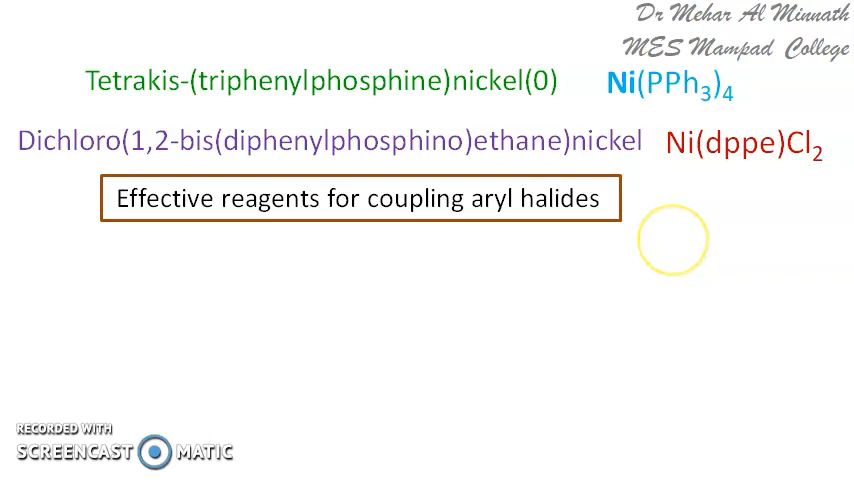 Dr Mehar Al Minnath
MES Mampad College
Tetrakis-(triphenylphosphine)nickel(0) Ni(PPh3)4
Dichloro(1,2-bis(diphenylphosphino)ethane)nickel Ni(dppe)Cl2
Effective reagents for coupling aryl halides
RECORDED WITH
SCREENCAST MATIC